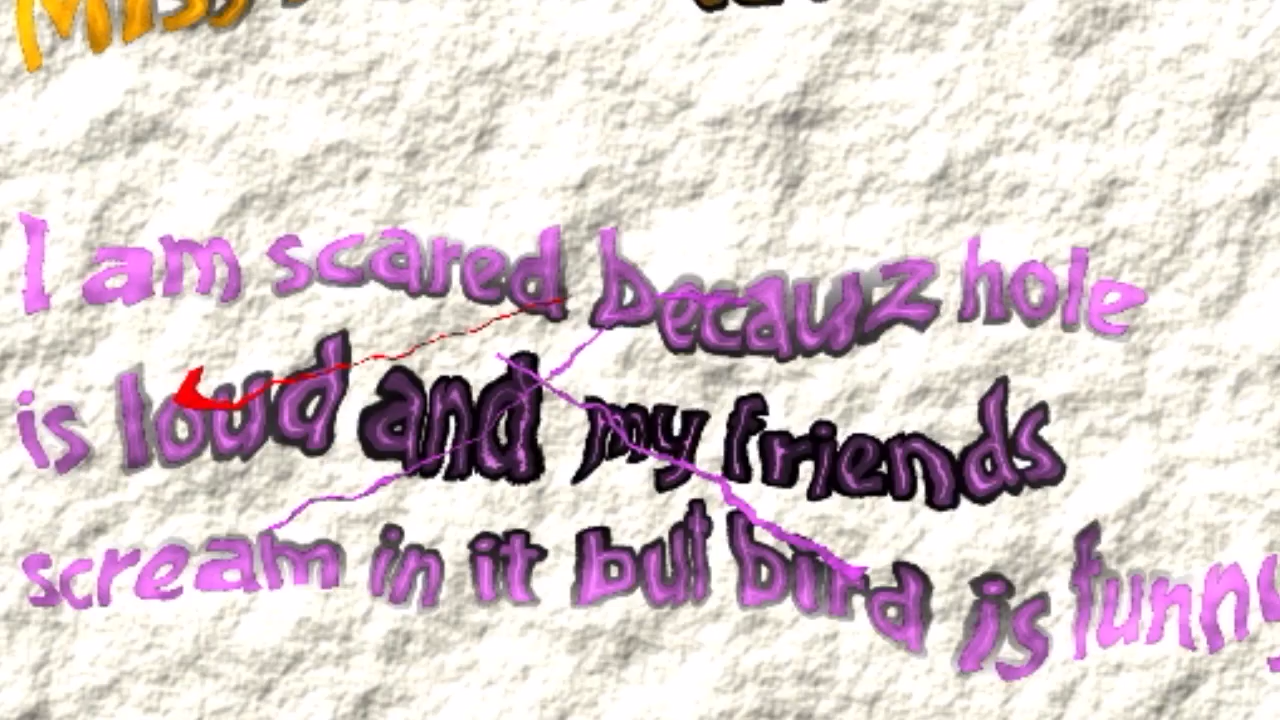 I am scared becauz hole
is loud and my friends
scream in it but bird is funny